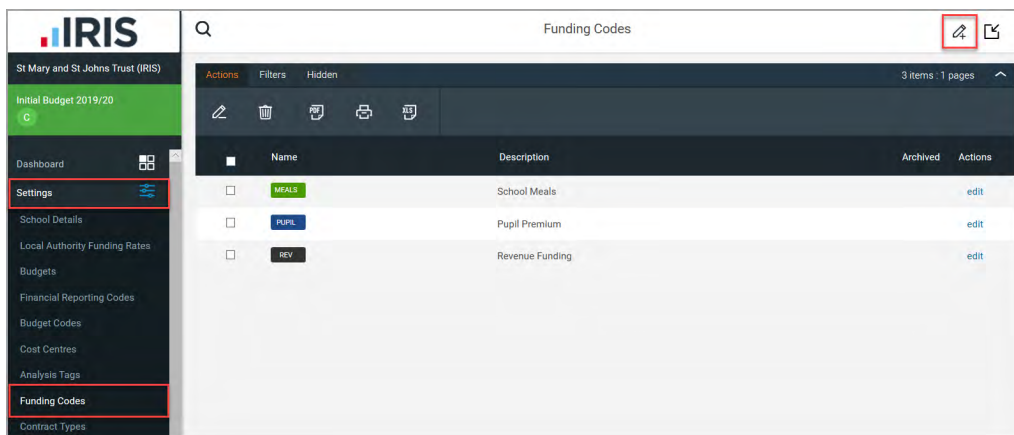 IRIS
Funding Codes
St Mary and St Johns Trust (IRIS)
Initial Budget 2019/20
C
Actions Filters Hidden 3 items : 1 pages
PDF XLS
Dashboard
Settings
School Details
Local Authority Funding Rates
Budgets
Financial Reporting Codes
Budget Codes
Cost Centres
Analysis Tags
Funding Codes
Contract Types
Name Description Archived Actions
MEALS School Meals edit
PUPIL Pupil Premium edit
REV Revenue Funding edit